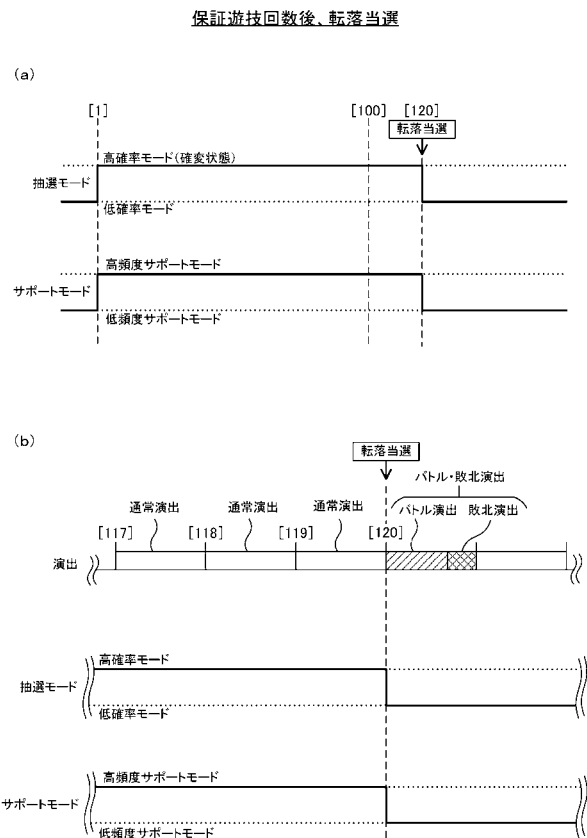 保証遊技回数後、転落当選
(a)
[1] [100] [120]
転落当選
高確率モード(確変状態)
抽選モード
低確率モード
高頻度サポートモード
サポートモード
低頻度サポートモード
(b)
転落当選
バトル・敗北演出
通常演出 通常演出 通常演出 バトル演出 敗北演出
[117] [118] [119] [120]
演出
高確率モード
抽選モード
低確率モード
高頻度サポートモード
サポートモード
低頻度サポートモード